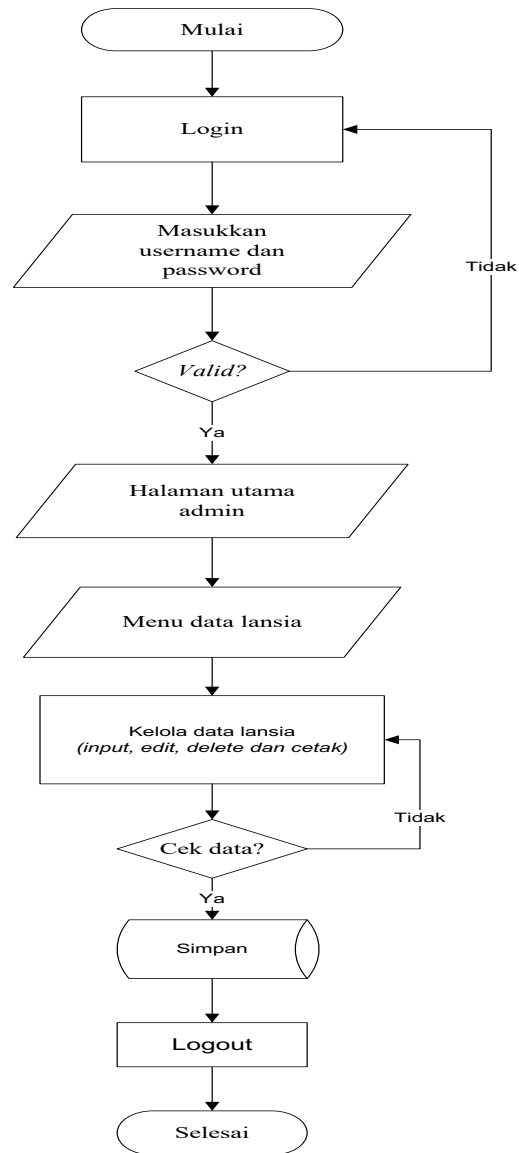 Mulai
Login
Masukkan
username dan
password
Tidak
Valid?
Ya
Halaman utama
admin
Menu data lansia
Kelola data lansia
(input, edit, delete dan cetak)
Tidak
Cek data?
Ya
Simpan
Logout
Selesai